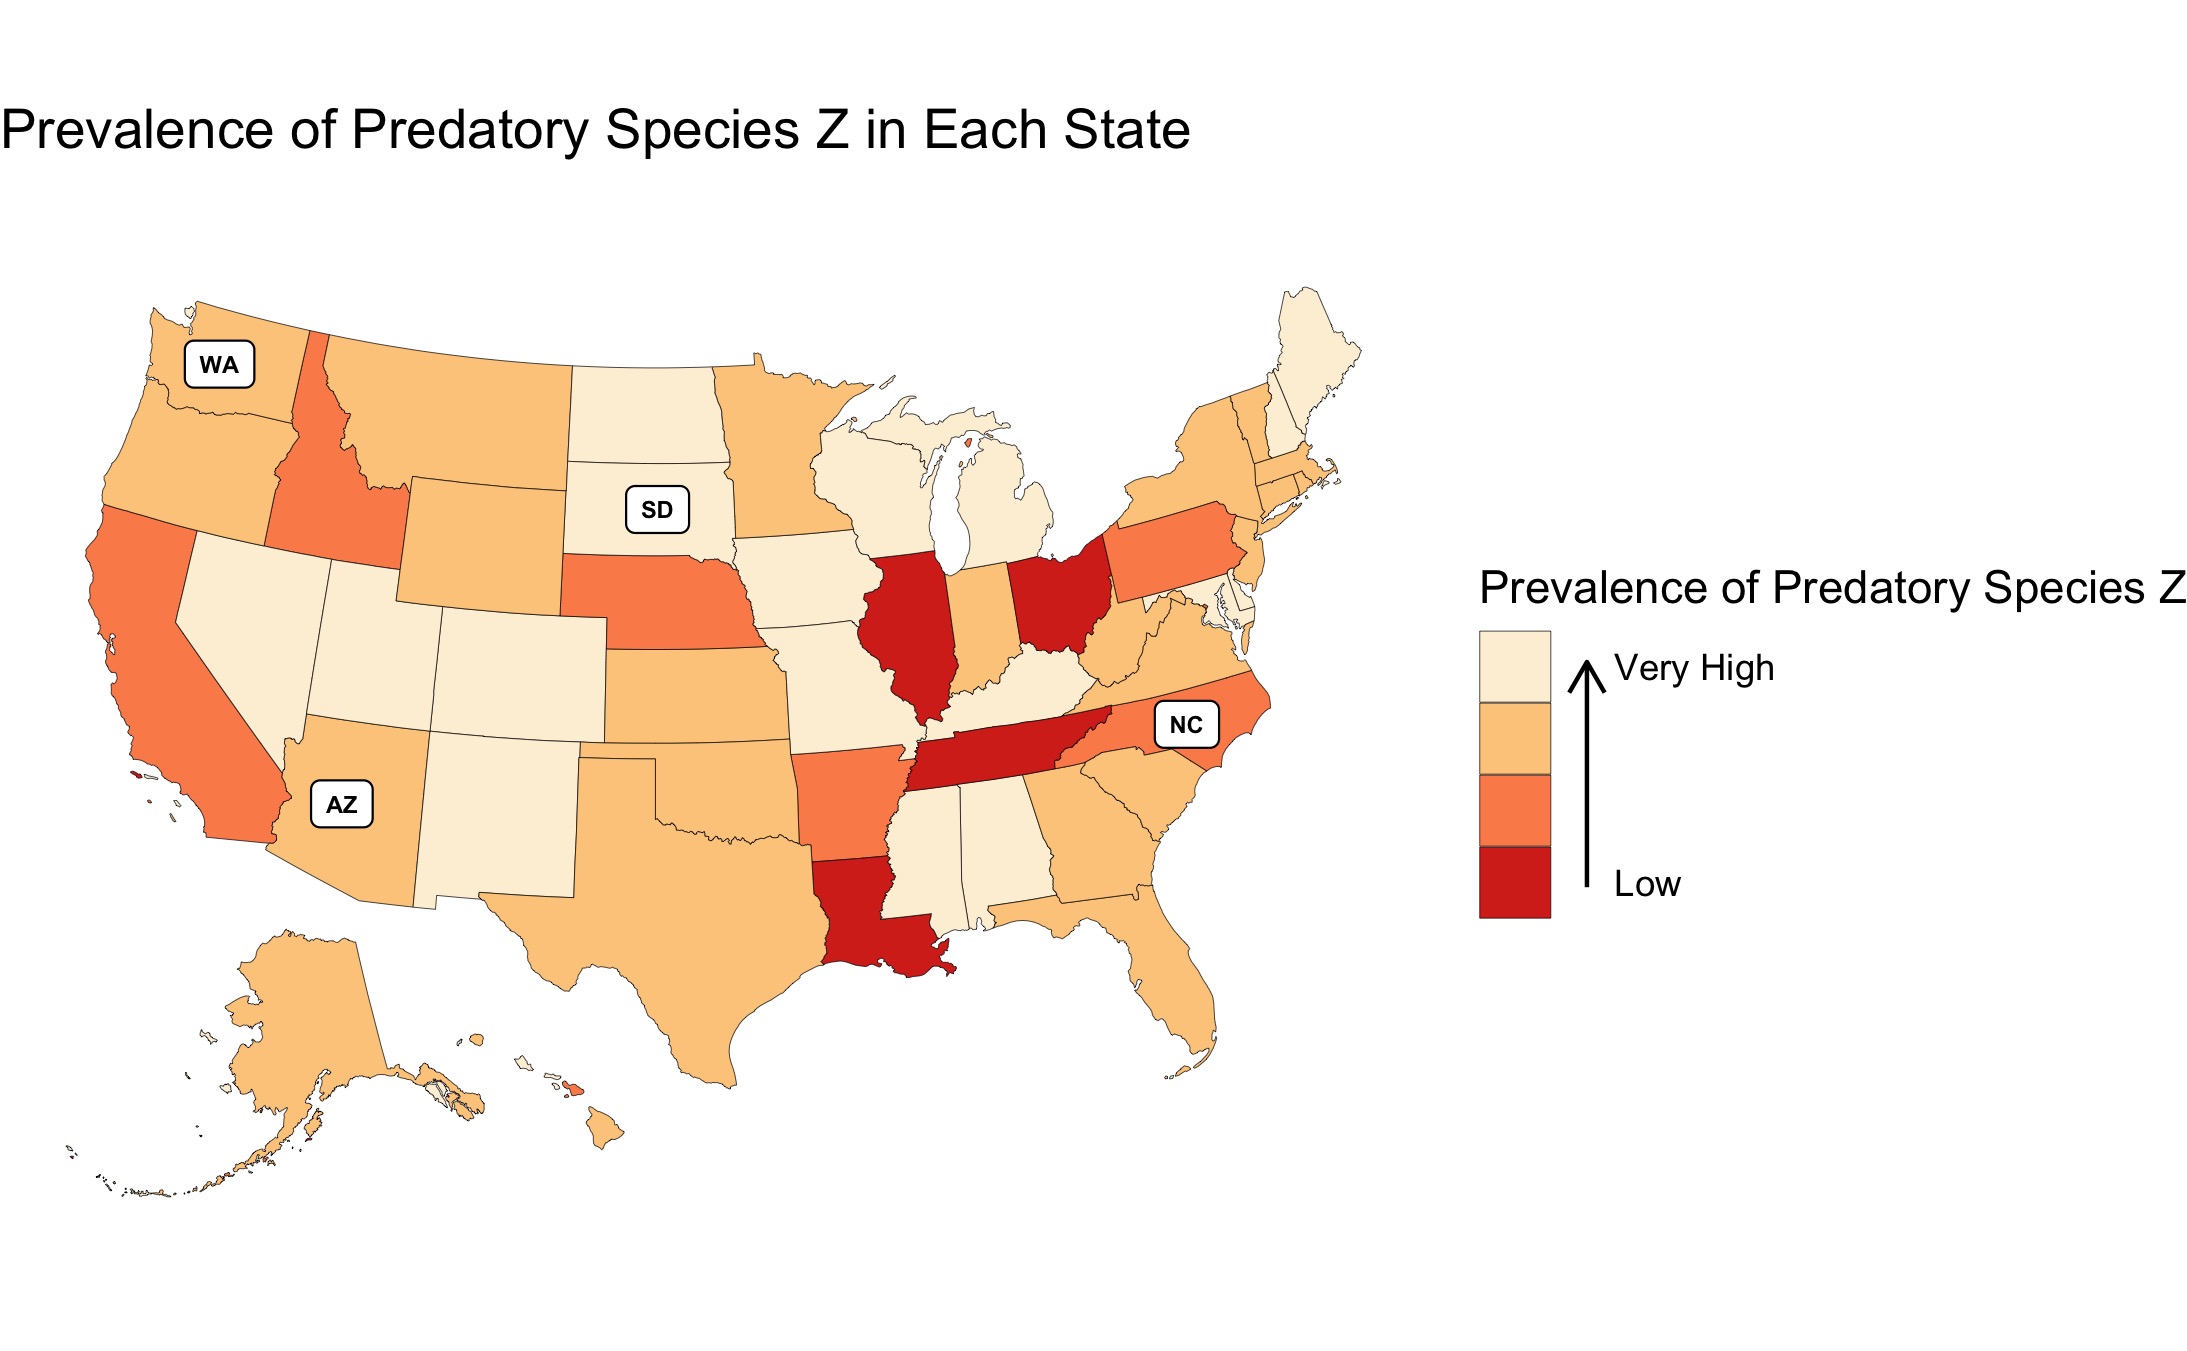 Prevalence of Predatory Species Z in Each State
WA
SD
NC
AZ
Prevalence of Predatory Species Z
Very High
Low